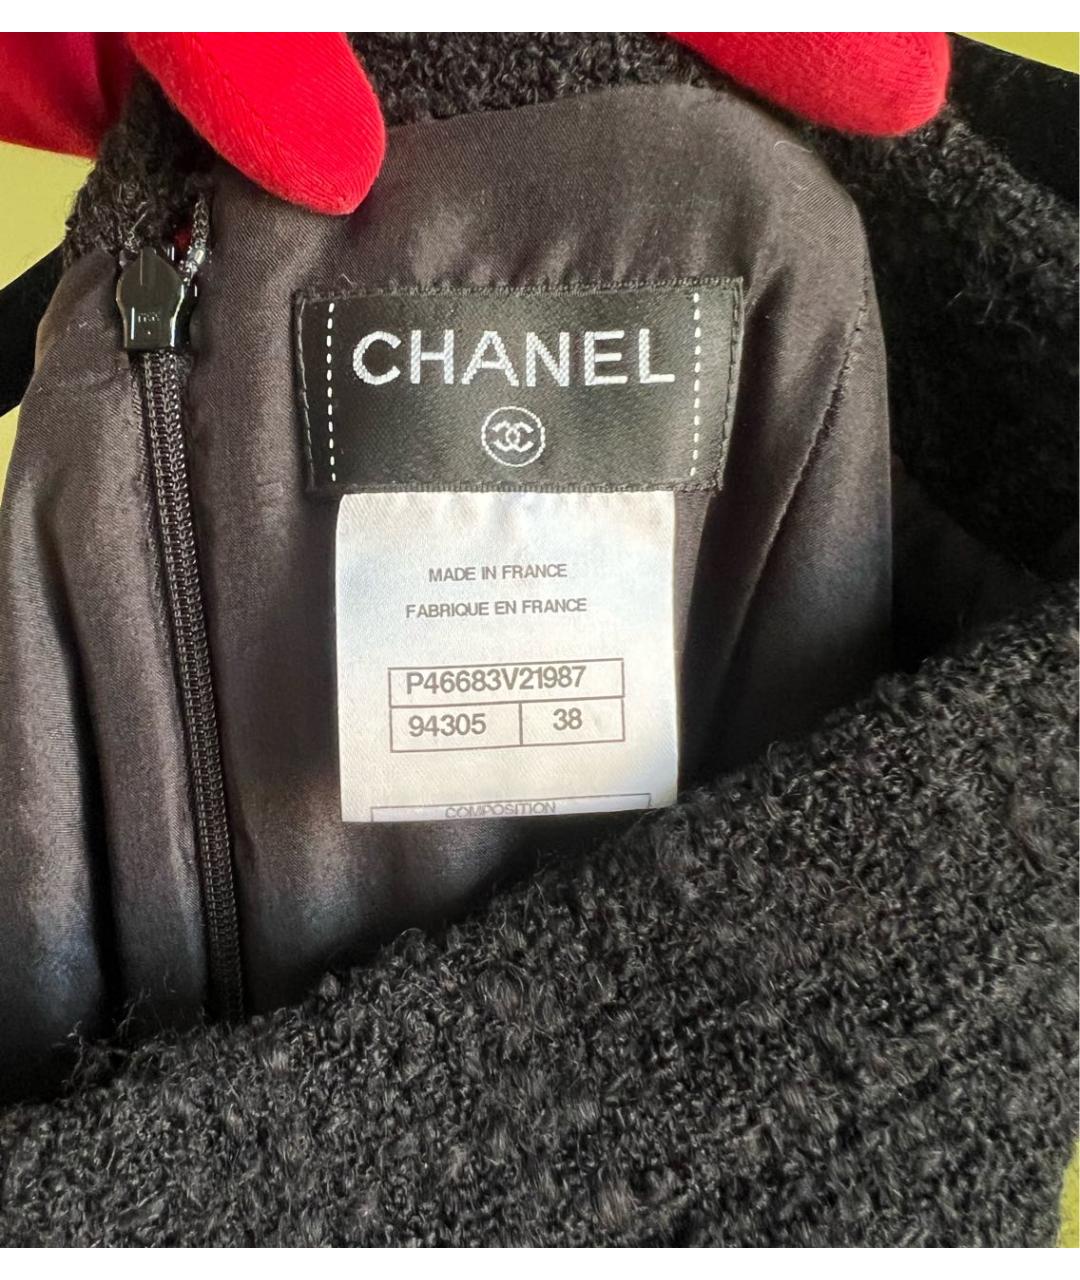 CHANEL
MADE IN FRANCE
FABRIQUE EN FRANCE
P46683V21987
94305 38
COMPOSITION